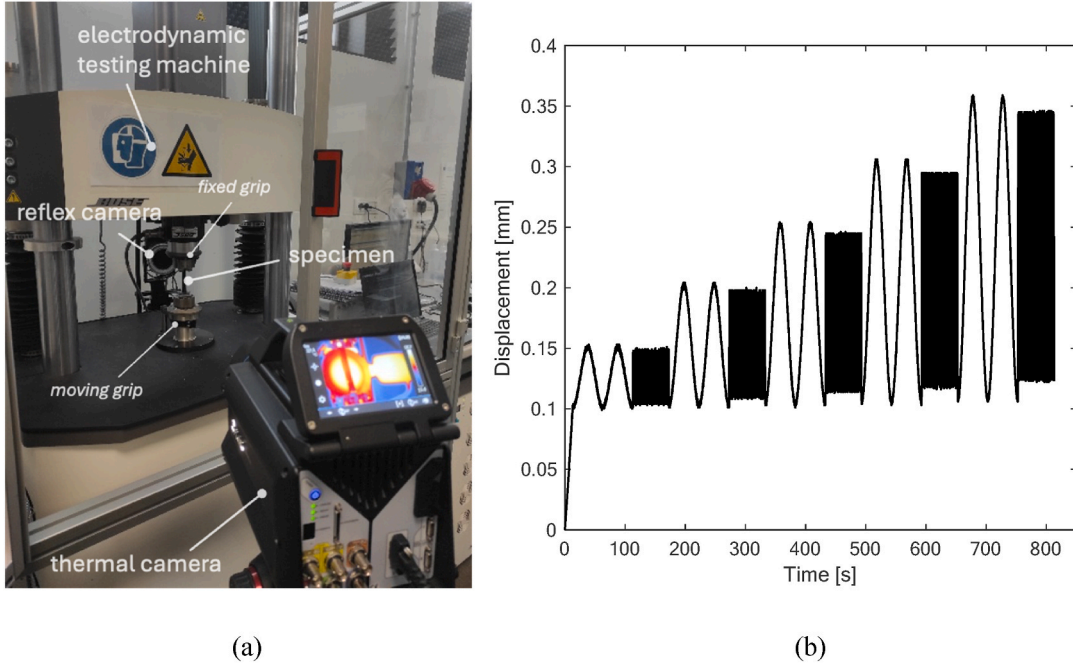 electrodynamic
testing machine
fixed grip
BOSE
reflex camera
specimen
moving grip
thermal camera
(a)
0.4
0.35
0.3
0.25
0.2
0.15
0.1
0.05
0
Displacement [mm]
0 100 200 300 400 500 600 700 800
Time [s]
(b)